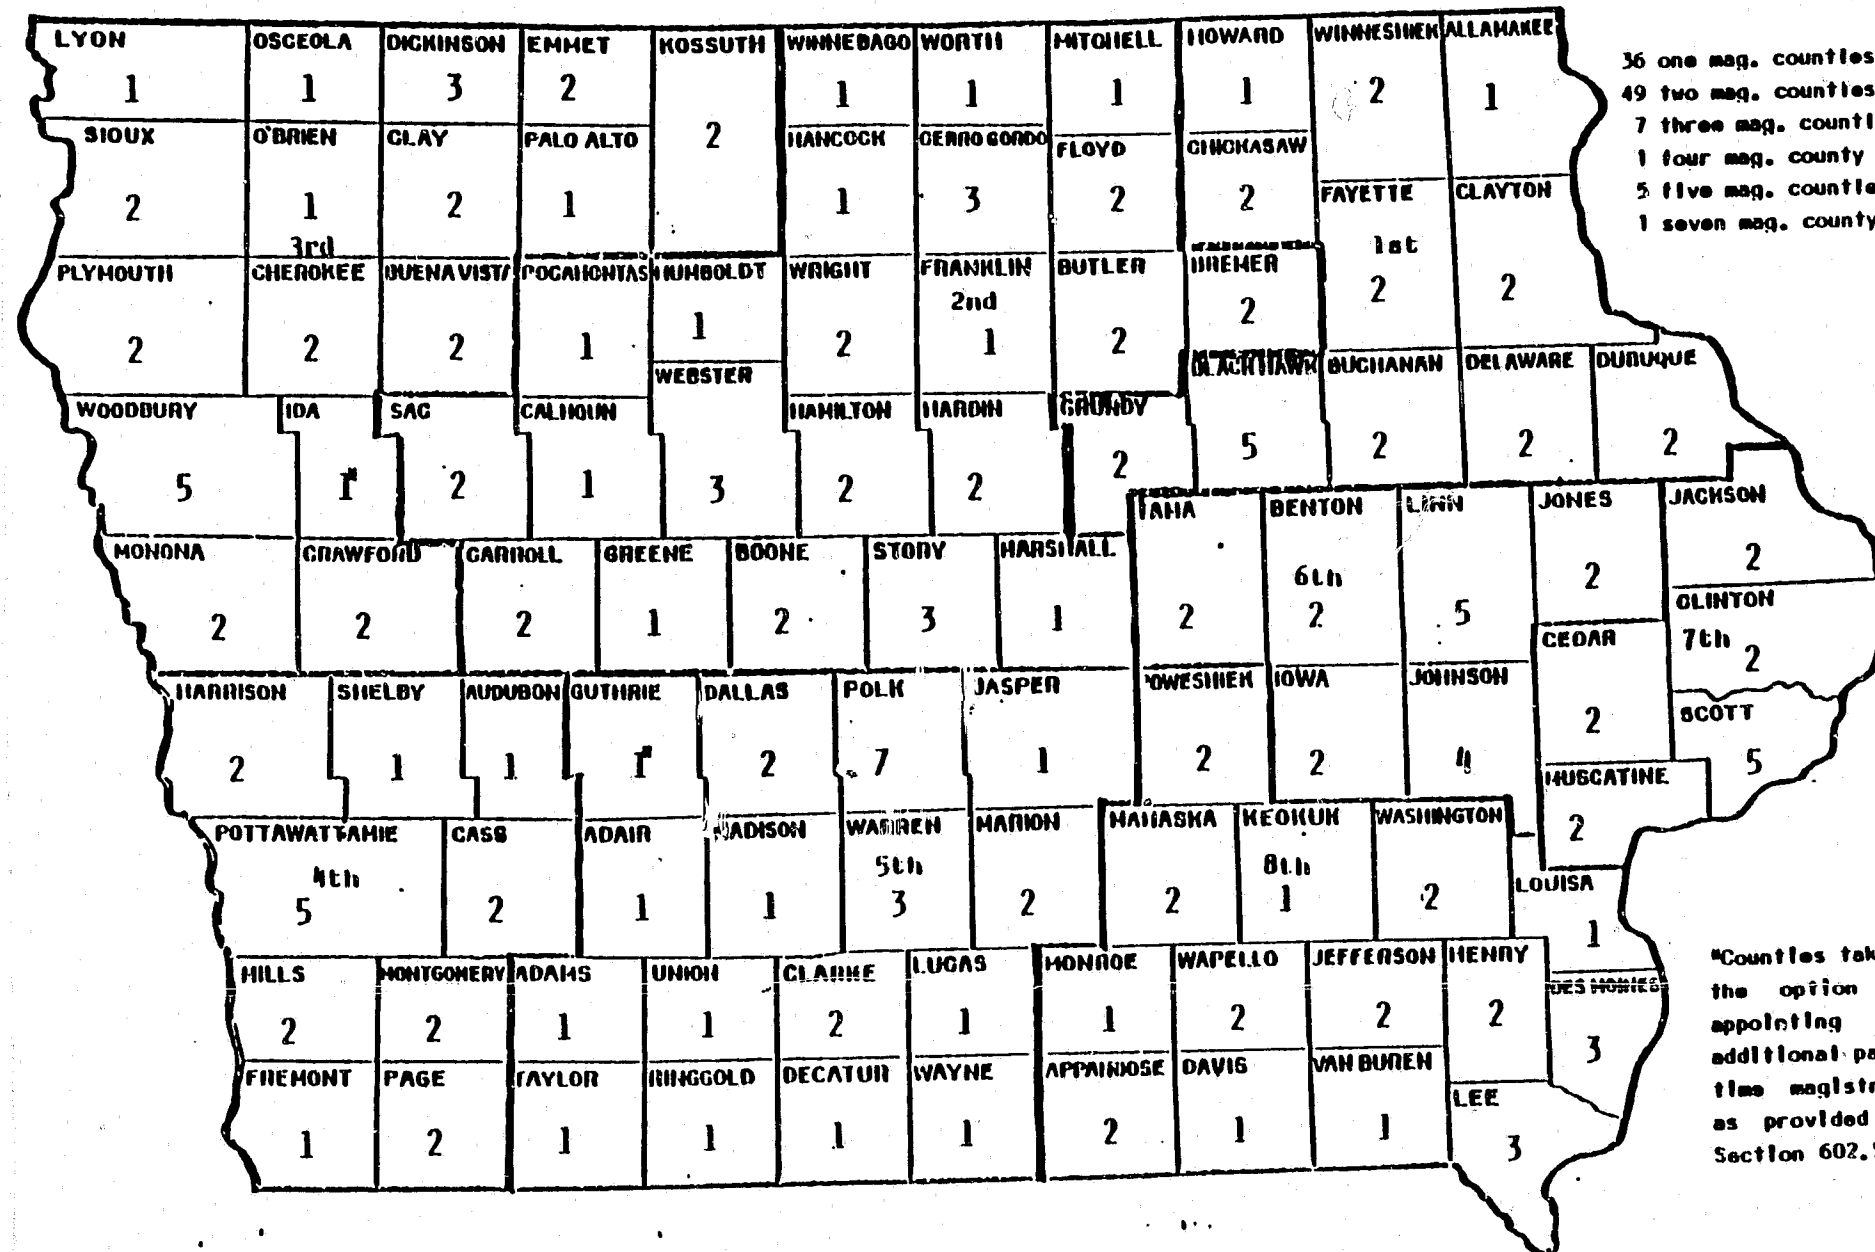 LYON OSCEOLA DICKINSON EMMET KOSSUTH WINNEBAGO WORTH MITCHELL HOWARD WINNESHIEK ALLAMAKEE
1 1 3 2 2 1 1 1 1 2 1
SIOUX O'BRIEN CLAY PALO ALTO HANCOCK CERRO GORDO FLOYD CHICKASAW FAYETTE CLAYTON
2 1 2 1 1 3 2 2 2 2
3rd 1st
PLYMOUTH CHEROKEE BUENA VISTA POCAHONTAS HUMBOLDT WRIGHT FRANKLIN BUTLER BREMER
2nd
2 2 2 1 1 2 1 2 2
WEBSTER BLACK HAWK BUCHANAN DELAWARE DUBUQUE
3 5 2 2 2
WOODBURY IDA SAC CALHOUN HAMILTON HARDIN GRUNDY
5 1* 2 1 2 2 2
TAMA BENTON LINN JONES JACKSON
6th
2 2 5 2 2
MONONA CRAWFORD CARROLL GREENE BOONE STORY MARSHALL
2 2 2 1 2 3 1
CLINTON
7th 2
CEDAR
2
HARRISON SHELBY AUDUBON GUTHRIE DALLAS POLK JASPER POWESHIEK IOWA JOHNSON SCOTT
2 1 1 1* 2 7 1 2 2 4 5
MUSCATINE
2
POTTAWATTAMIE CASS ADAIR MADISON WARREN MARION MAHASKA KEOKUK WASHINGTON LOUISA
4th 5th 8th
5 2 1 1 3 2 2 1 2 1
MILLS MONTGOMERY ADAMS UNION CLARKE LUCAS MONROE WAPELLO JEFFERSON HENRY DES MOINES
2 2 1 1 2 1 1 2 2 2 3
FREMONT PAGE TAYLOR RINGGOLD DECATUR WAYNE APPANOOSE DAVIS VAN BUREN LEE
1 2 1 1 1 1 2 1 1 3
36 one mag. counties
49 two mag. counties
7 three mag. counti
1 four mag. county
5 five mag. countie
1 seven mag. county
*Counties tak
the option
appointing
additional pa
time magistr
as provided
Section 602.